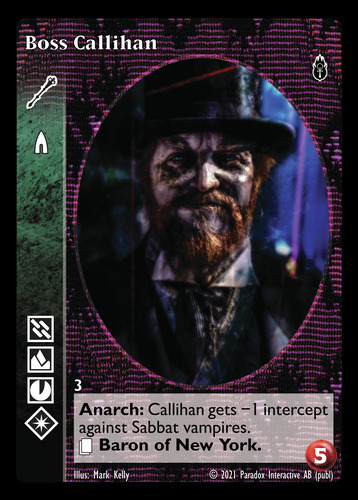 Boss Callihan
3
Anarch: Callihan gets −1 intercept
against Sabbat vampires.
Baron of New York.
5
Illus: Mark Kelly © 2021 Paradox Interactive AB (publ)